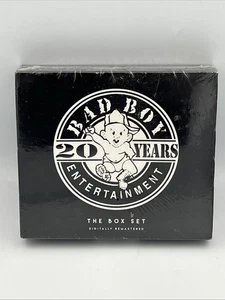 BAD BOY
20 YEARS
ENTERTAINMENT
THE BOX SET
DIGITALLY REMASTERED